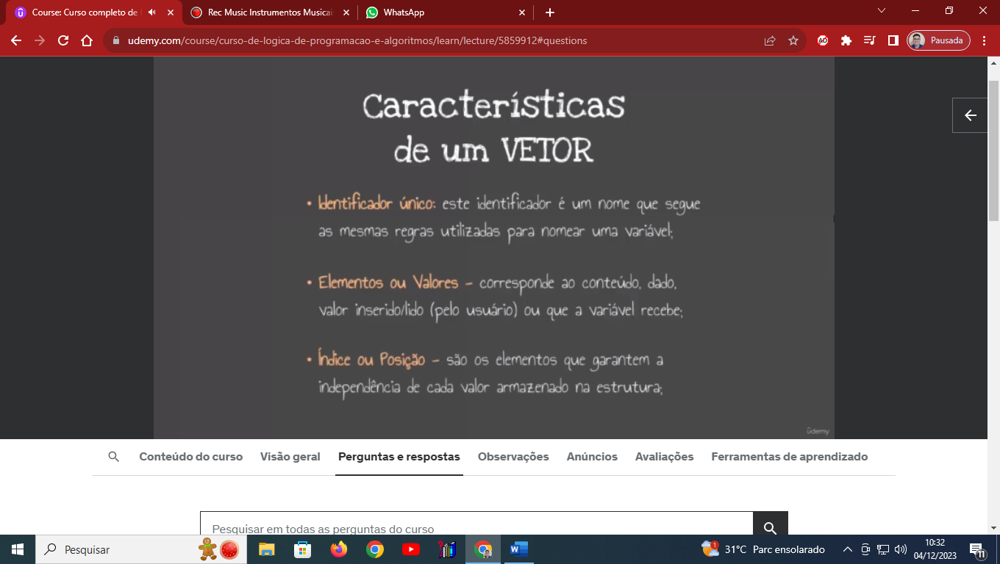 Course: Curso completo de
Rec Music Instrumentos Musicai
WhatsApp
udemy.com/course/curso-de-logica-de-programacao-e-algoritmos/learn/lecture/5859912#questions
Pausada
Características
de um VETOR
• Identificador único: este identificador é um nome que segue
as mesmas regras utilizadas para nomear uma variável;
• Elementos ou Valores - corresponde ao conteúdo, dado,
valor inserido/lido (pelo usuário) ou que a variável recebe;
• Índice ou Posição - são os elementos que garantem a
independência de cada valor armazenado na estrutura;
ûdemy
Conteúdo do curso Visão geral Perguntas e respostas Observações Anúncios Avaliações Ferramentas de aprendizado
Pesquisar em todas as perguntas do curso
Pesquisar
1
31°C Parc ensolarado
10:32
04/12/2023
11